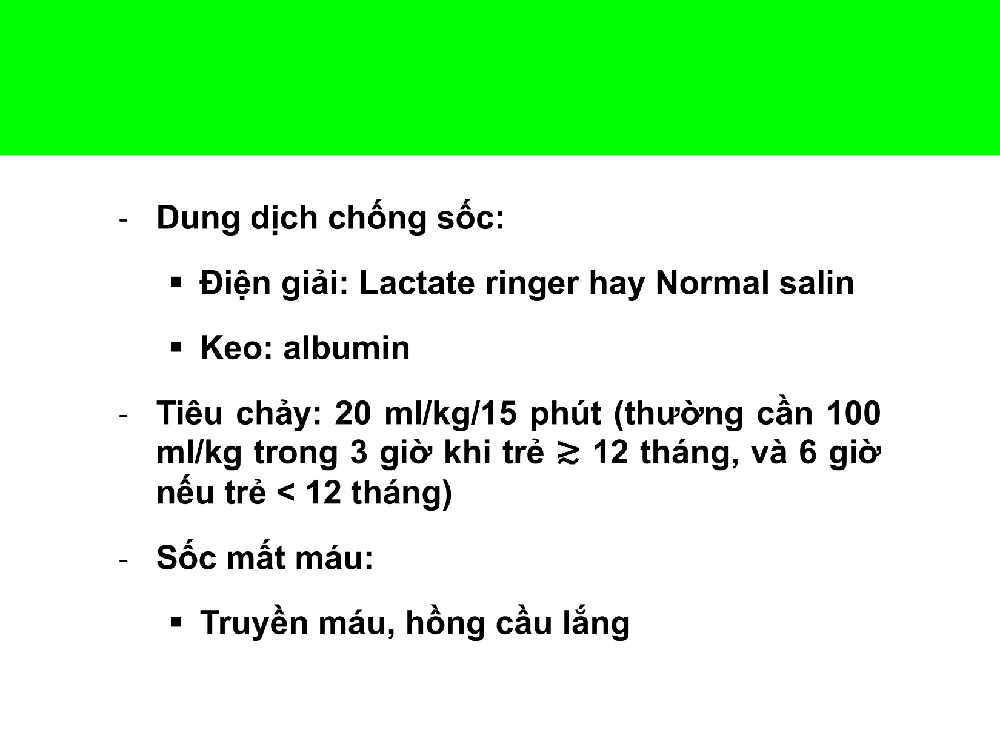 - Dung dịch chống sốc:
▪ Điện giải: Lactate ringer hay Normal salin
▪ Keo: albumin
- Tiêu chảy: 20 ml/kg/15 phút (thường cần 100
ml/kg trong 3 giờ khi trẻ ≳ 12 tháng, và 6 giờ
nếu trẻ < 12 tháng)
- Sốc mất máu:
▪ Truyền máu, hồng cầu lắng